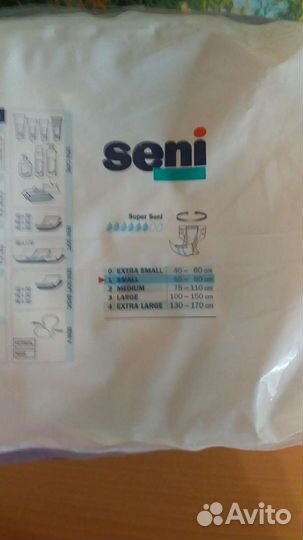 seni
Super Seni
0 EXTRA SMALL 40 – 60 cm
1 SMALL 55 – 80 cm
2 MEDIUM 75 – 110 cm
3 LARGE 100 – 150 cm
4 EXTRA LARGE 130 – 170 cm
Avito